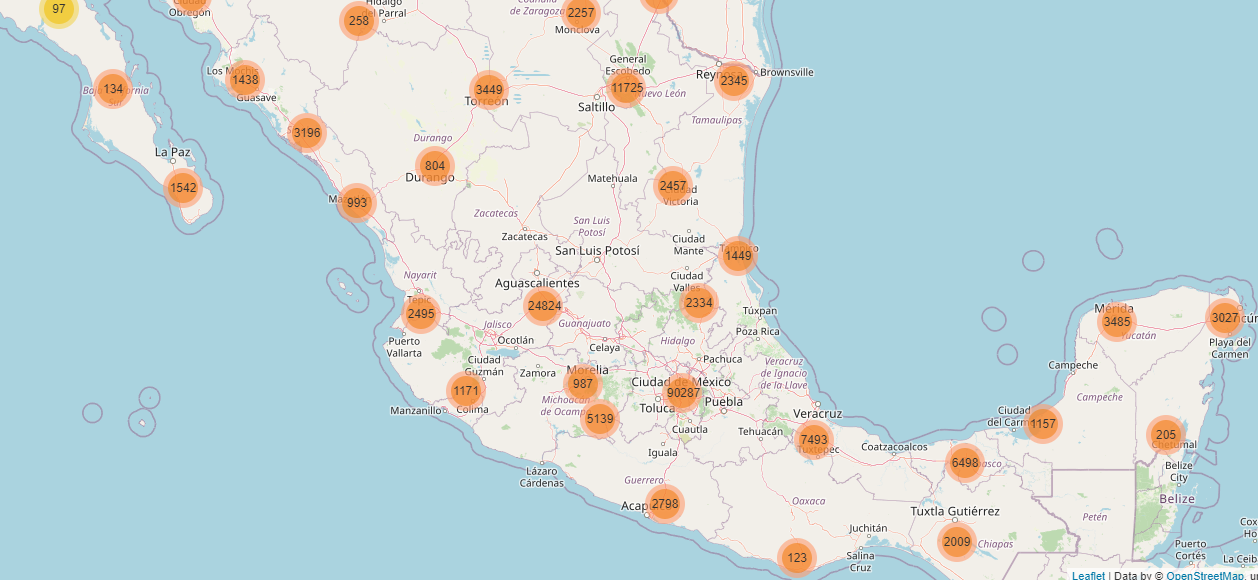 97
Ciudad
Obregón
258
Hidalgo
del Parral
Coahuila
de Zaragoza
2257
Monclova
134
Baja California
Sur
Los Mochis
1438
Guasave
3449
Torreón
General
Escobedo
11725
Nuevo León
Saltillo
Reynosa
2345
Brownsville
Tamaulipas
3196
Durango
La Paz
804
Durango
1542
993
Matehuala
2457
Ciudad
Victoria
Zacatecas
San Luis
Potosí
Zacatecas
San Luis Potosí
Ciudad
Mante
Tampico
1449
Nayarit
Aguascalientes
Ciudad
Valles
2334
Tepic
2495
24824
Jalisco
Guanajuato
Túxpan
Poza Rica
Mérida
3485
Yucatán
3027
Playa del
Carmen
Puerto
Vallarta
Ocotlán
Celaya
Hidalgo
Pachuca
Ciudad
Guzmán
Zamora
Morelia
987
Ciudad de México
90287
Toluca
Puebla
Veracruz
de Ignacio
de la Llave
Campeche
Campeche
1171
Colima
Manzanillo
Michoacán
de Ocampo
5139
Cuautla
Tehuacán
Veracruz
7493
Tuxtepec
Coatzacoalcos
Ciudad
del Carmen
1157
205
Chetumal
Iguala
6498
Tabasco
Belize
City
Belize
Lázaro
Cárdenas
Guerrero
Acapulco
2798
Oaxaca
Tuxtla Gutiérrez
Petén
Juchitán
2009
Chiapas
123
Salina
Cruz
Puerto
Cortés
La Ceiba
Leaflet | Data by © OpenStreetMap, u